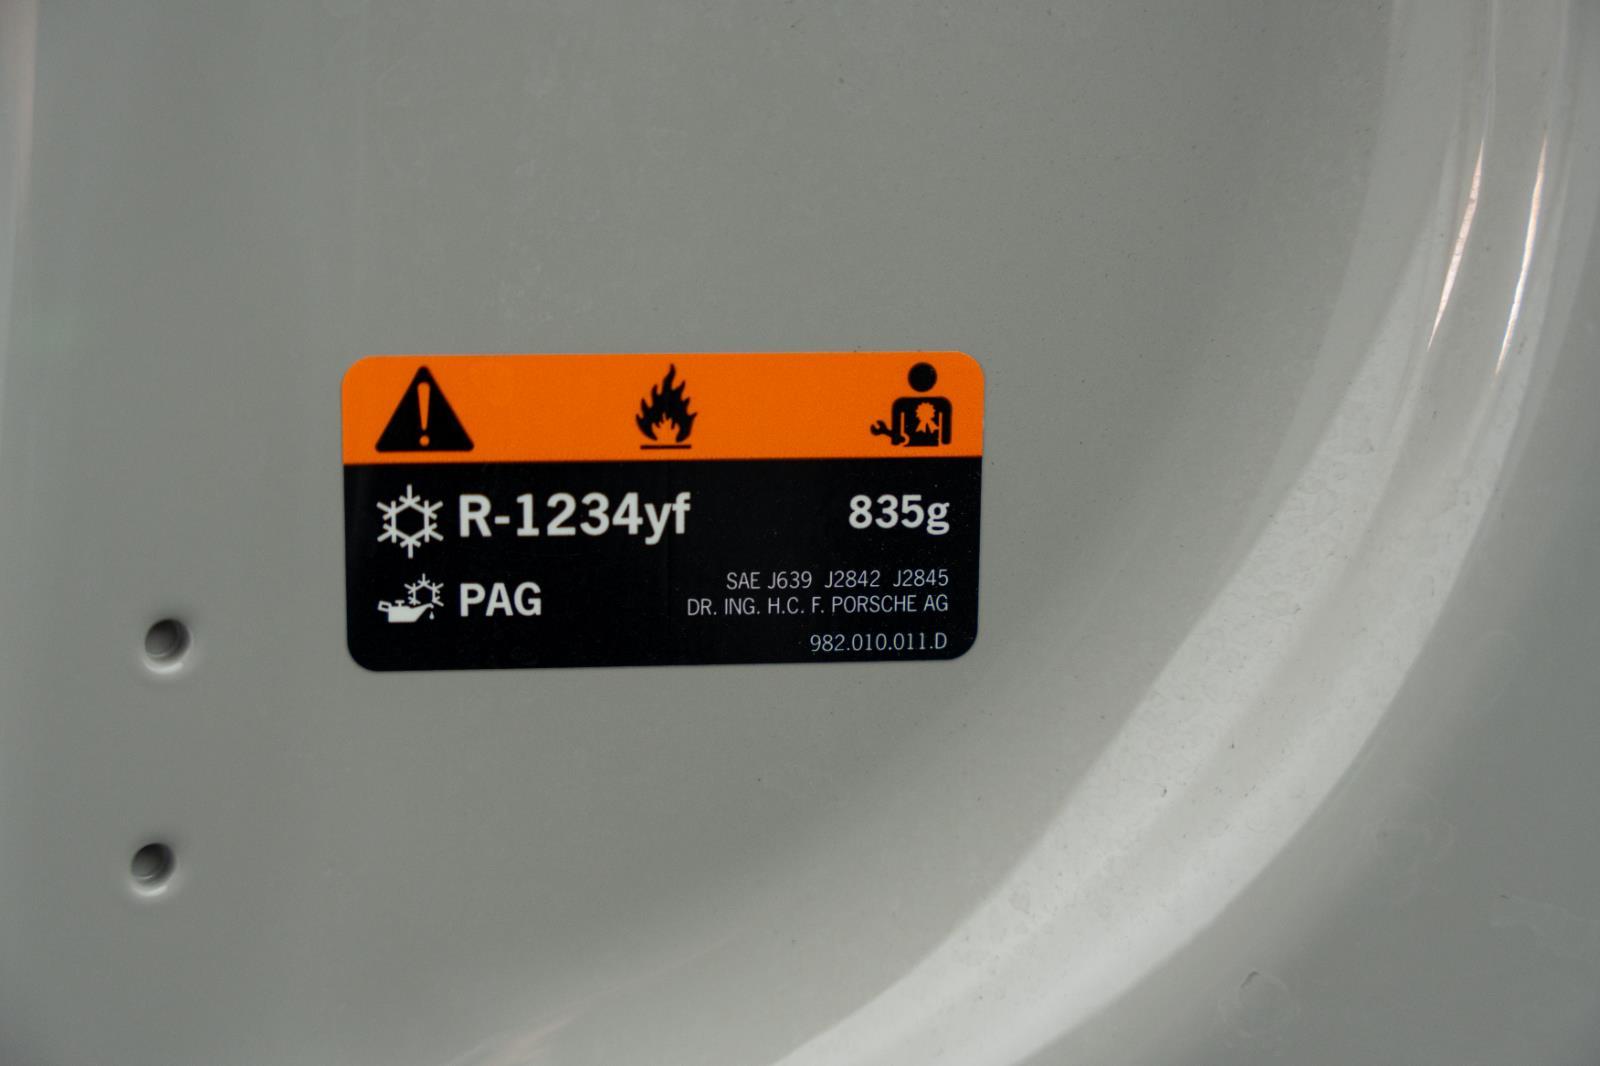 R-1234yf 835g
PAG
SAE J639 J2842 J2845
DR. ING. H.C. F. PORSCHE AG
982.010.011.D